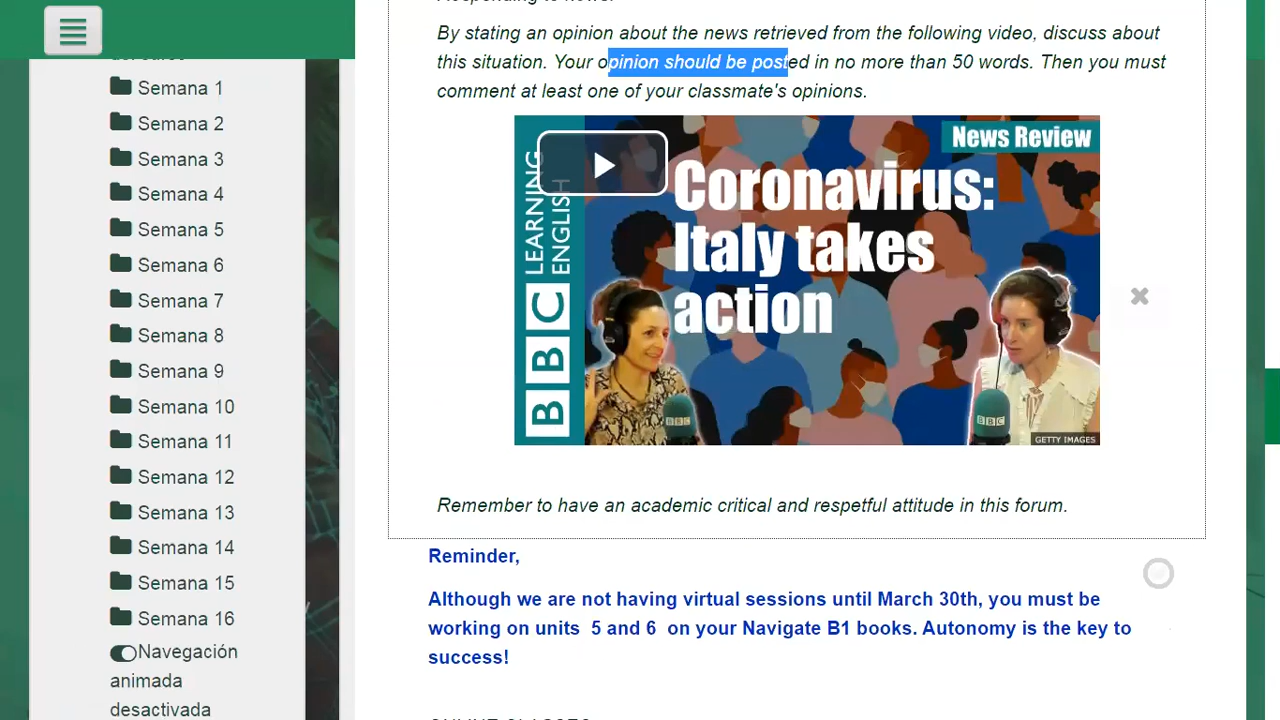 By stating an opinion about the news retrieved from the following video, discuss about
this situation. Your opinion should be posted in no more than 50 words. Then you must
comment at least one of your classmate's opinions.
News Review
Coronavirus:
Italy takes
action
BBC LEARNING ENGLISH
BBC
BBC
GETTY IMAGES
Remember to have an academic critical and respetful attitude in this forum.
Reminder,
Although we are not having virtual sessions until March 30th, you must be
working on units 5 and 6 on your Navigate B1 books. Autonomy is the key to
success!
Semana 1
Semana 2
Semana 3
Semana 4
Semana 5
Semana 6
Semana 7
Semana 8
Semana 9
Semana 10
Semana 11
Semana 12
Semana 13
Semana 14
Semana 15
Semana 16
Navegación
animada
desactivada